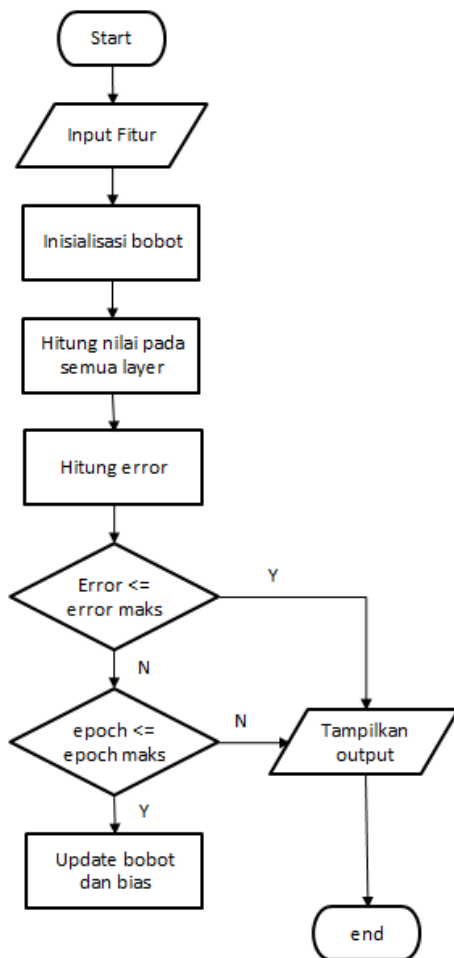 Start
Input Fitur
Inisialisasi bobot
Hitung nilai pada
semua layer
Hitung error
Error <=
error maks
Y
N
epoch <=
epoch maks
N
Tampilkan
output
Y
Update bobot
dan bias
end